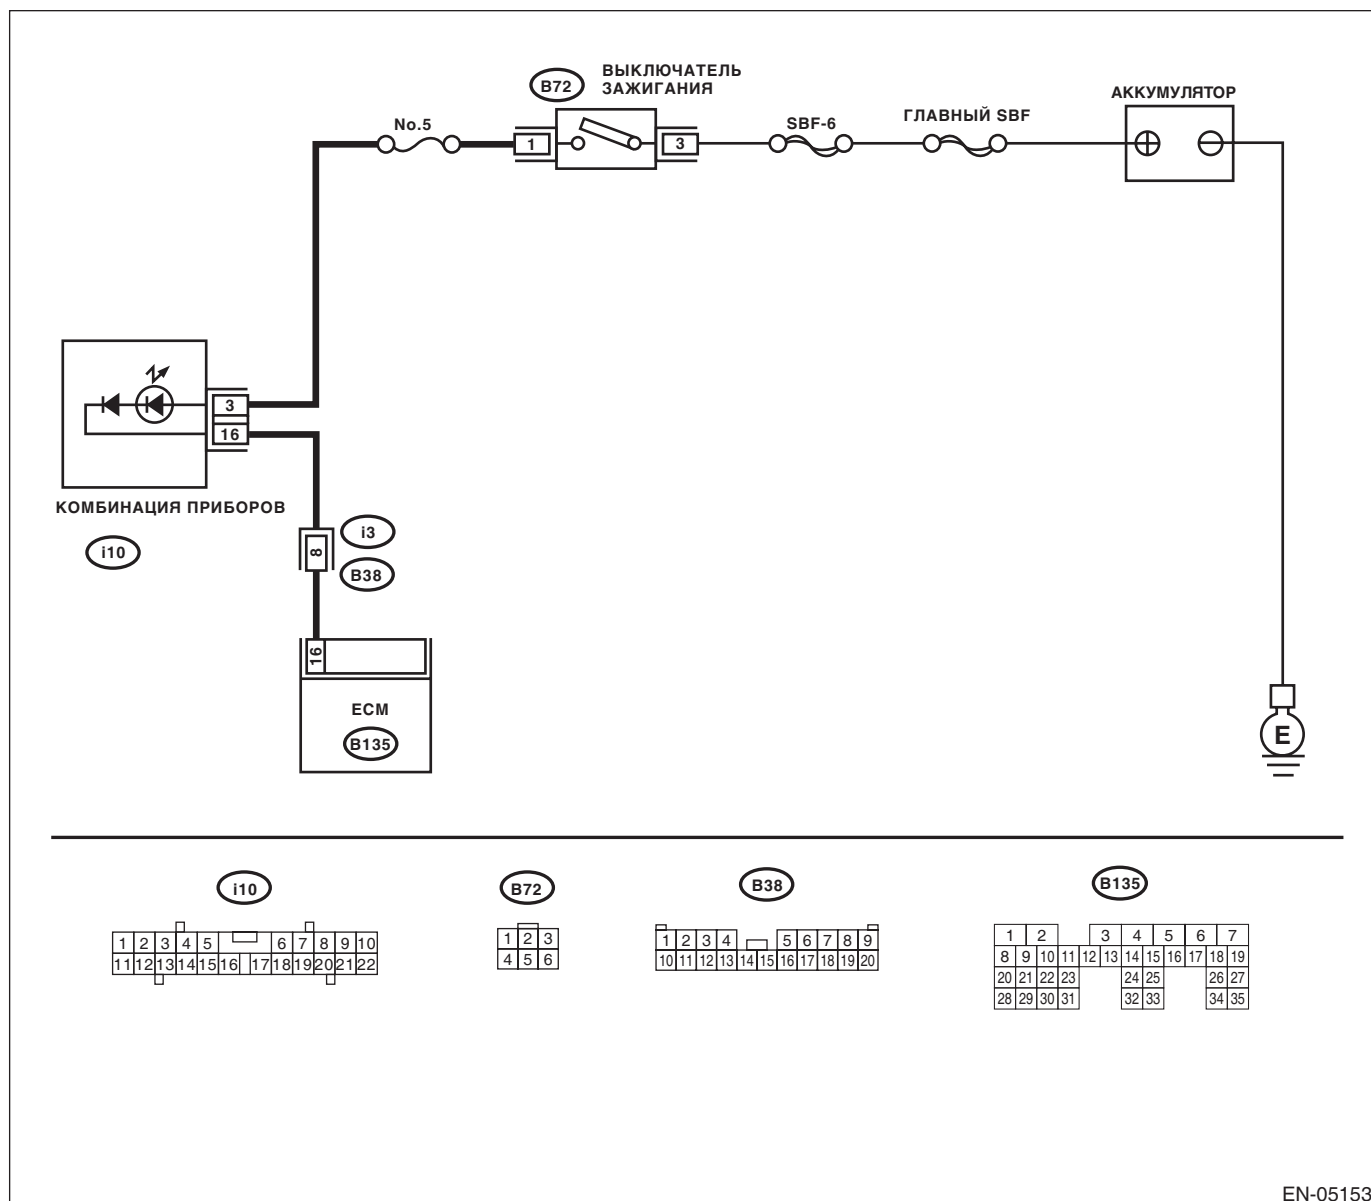 B72
ВЫКЛЮЧАТЕЛЬ
ЗАЖИГАНИЯ
АККУМУЛЯТОР
No.5
SBF-6
ГЛАВНЫЙ SBF
1
3
3
16
КОМБИНАЦИЯ ПРИБОРОВ
i10
i3
8
B38
16
ECM
B135
E
i10
1 2 3 4 5 6 7 8 9 10
11 12 13 14 15 16 17 18 19 20 21 22
B72
1 2 3
4 5 6
B38
1 2 3 4 5 6 7 8 9
10 11 12 13 14 15 16 17 18 19 20
B135
1 2 3 4 5 6 7
8 9 10 11 12 13 14 15 16 17 18 19
20 21 22 23 24 25 26 27
28 29 30 31 32 33 34 35
EN-05153